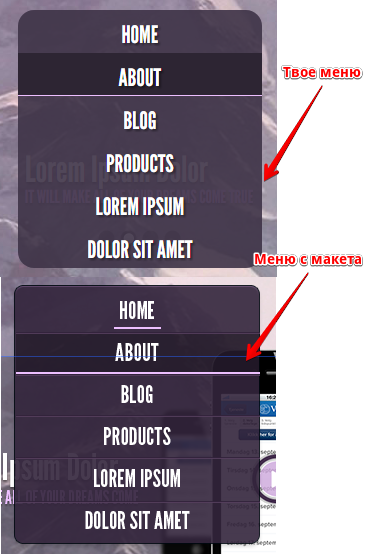 HOME
ABOUT
Твое меню
BLOG
PRODUCTS
Lorem Ipsum Dolor
IT WILL MAKE ALL OF YOUR DREAMS COME TRUE
LOREM IPSUM
DOLOR SIT AMET
Меню с макета
HOME
ABOUT
BLOG
PRODUCTS
psum Dolor
LOREM IPSUM
ALL OF YOUR DREAMS COME
DOLOR SIT AMET